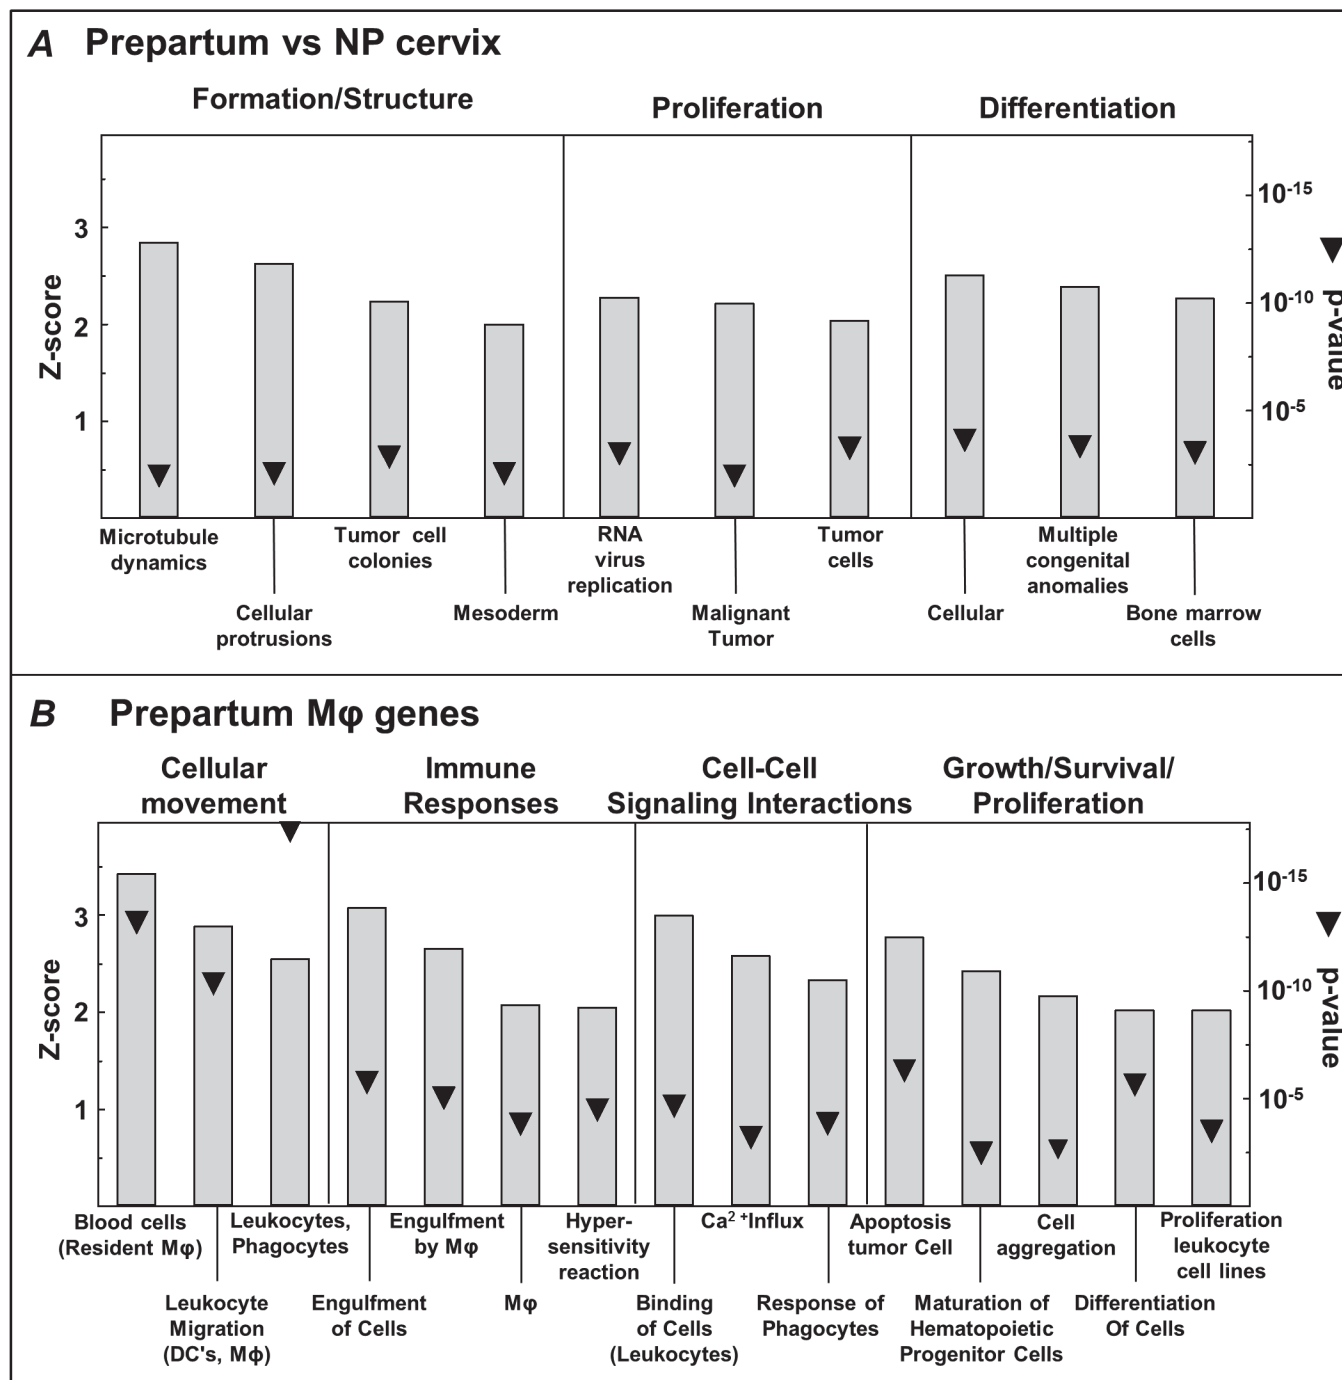 A Prepartum vs NP cervix
Formation/Structure
Proliferation
Differentiation
3
2
1
Z-score
10-15
10-10
10-5
p-value
Microtubule
dynamics
Cellular
protrusions
Tumor cell
colonies
Mesoderm
RNA
virus
replication
Malignant
Tumor
Tumor
cells
Cellular
Multiple
congenital
anomalies
Bone marrow
cells
B Prepartum Mφ genes
Cellular
movement
Immune
Responses
Cell-Cell
Signaling Interactions
Growth/Survival/
Proliferation
3
2
1
Z-score
10-15
10-10
10-5
p-value
Blood cells
(Resident Mφ)
Leukocyte
Migration
(DC's, Mϕ)
Leukocytes,
Phagocytes
Engulfment
of Cells
Engulfment
by Mφ
Mφ
Hyper-
sensitivity
reaction
Binding
of Cells
(Leukocytes)
Ca2 +Influx
Response of
Phagocytes
Apoptosis
tumor Cell
Maturation of
Hematopoietic
Progenitor Cells
Cell
aggregation
Differentiation
Of Cells
Proliferation
leukocyte
cell lines